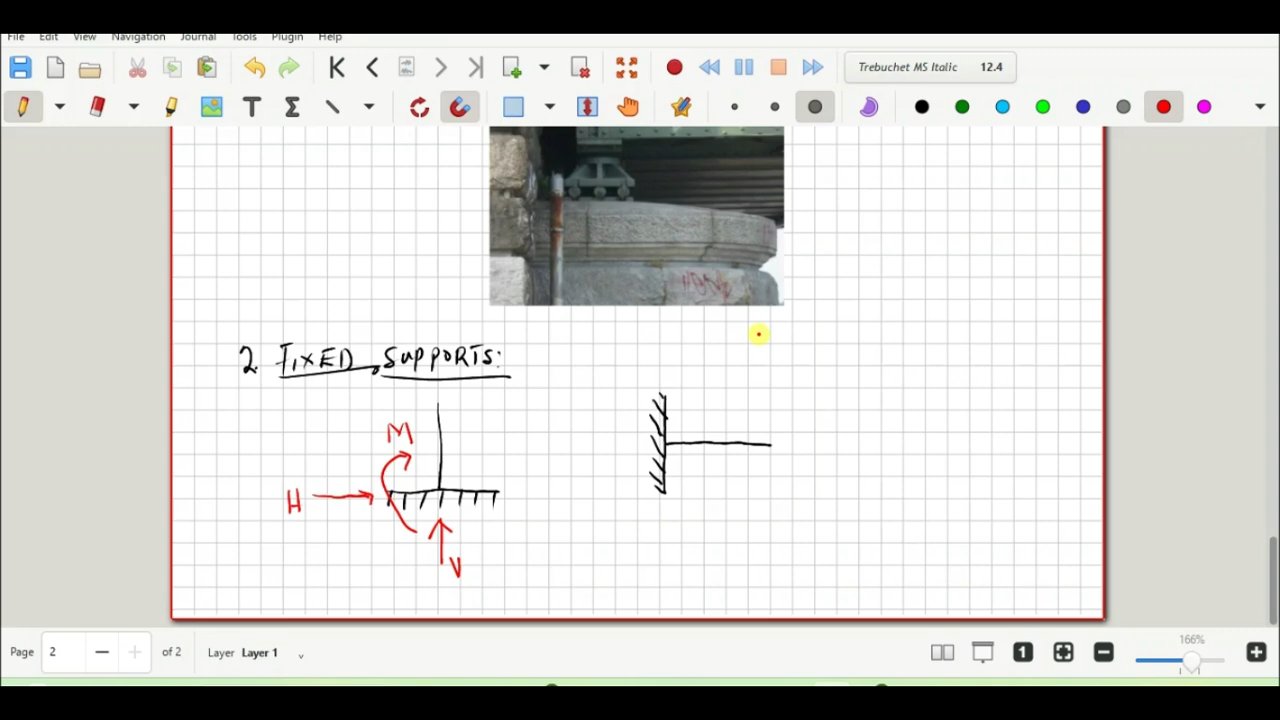 File Edit View Navigation Journal Tools Plugin Help
Trebuchet MS Italic 12.4
2. FIXED SUPPORTS:
M
H
V
Page 2 of 2 Layer Layer 1 166%